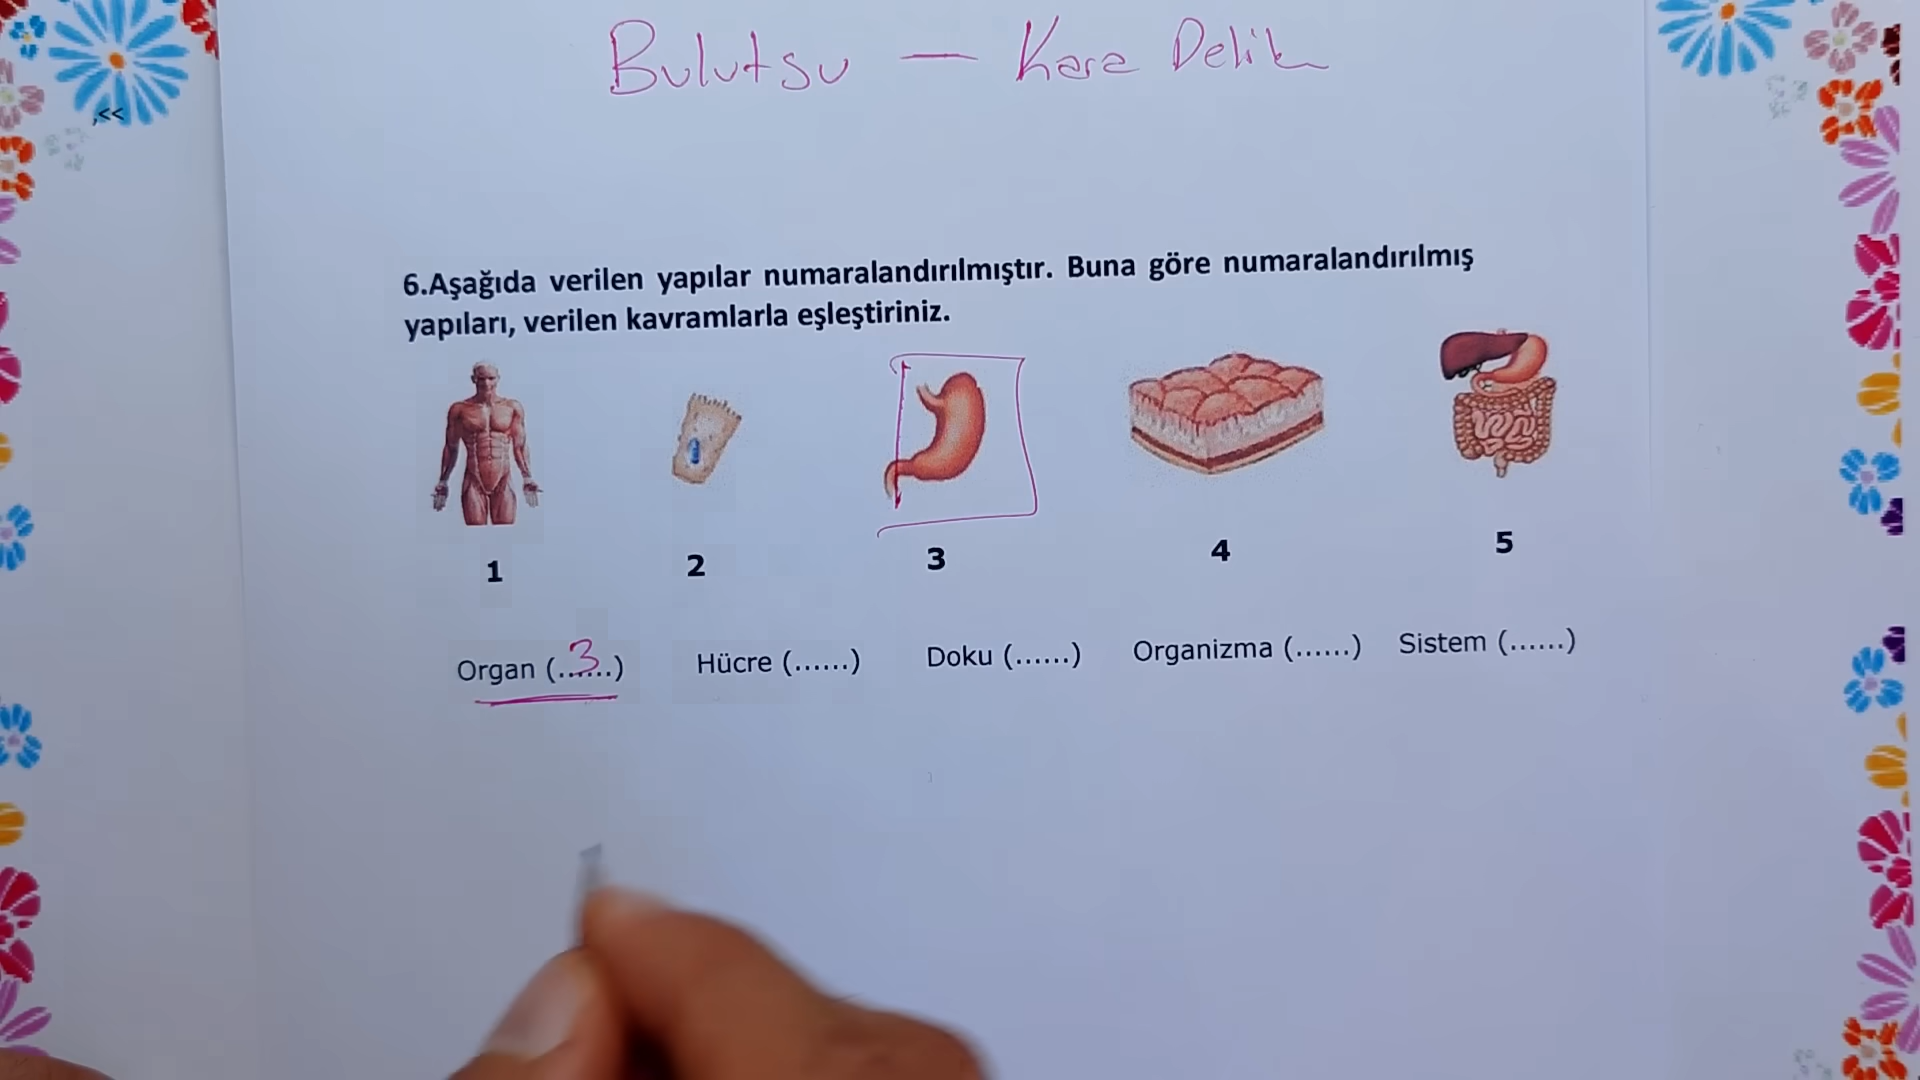 Bulutsu — Kara Delik
,<<
6.Aşağıda verilen yapılar numaralandırılmıştır. Buna göre numaralandırılmış
yapıları, verilen kavramlarla eşleştiriniz.
1 2 3 4 5
Organ (...3...) Hücre (......) Doku (......) Organizma (......) Sistem (......)